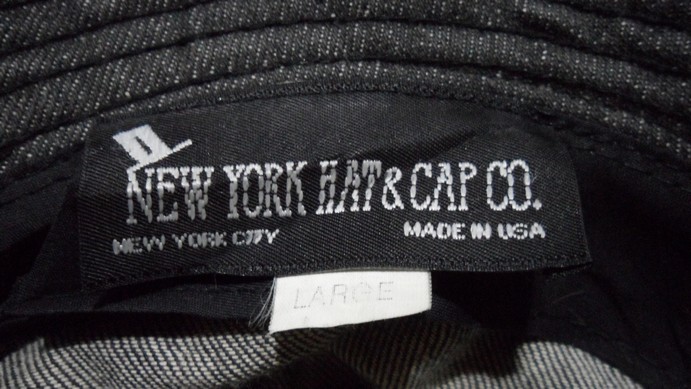 NEW YORK HAT & CAP CO.
NEW YORK CITY MADE IN USA
LARGE